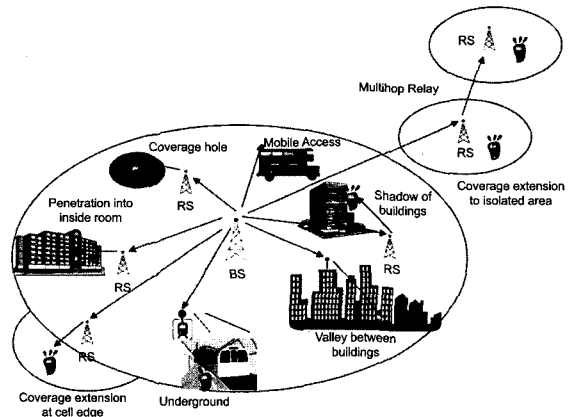 RS
Multihop Relay
RS
Coverage extension
to isolated area
Mobile Access
Coverage hole
RS
Shadow of
buildings
Penetration into
inside room
RS
BS
RS
Valley between
buildings
RS
Coverage extension
at cell edge
Underground